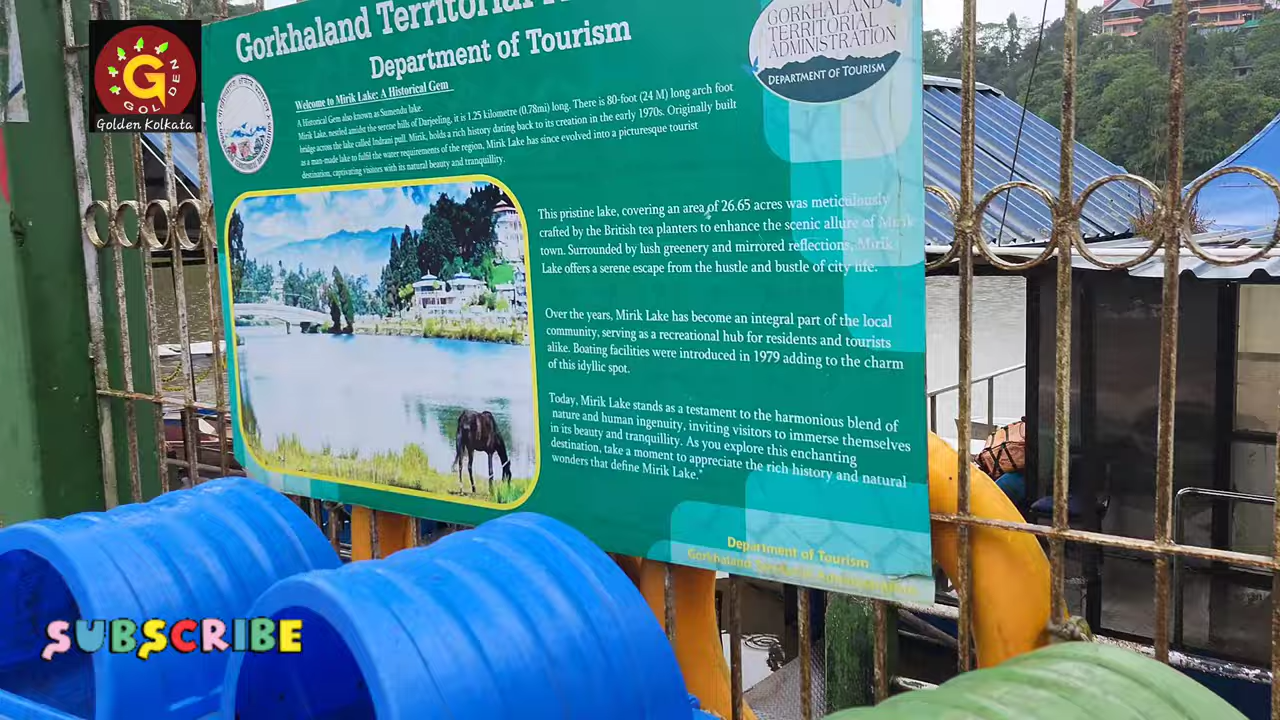 Gorkhaland Territorial
Department of Tourism
GOLDEN
Golden Kolkata
GORKHALAND
TERRITORIAL
ADMINISTRATION
DEPARTMENT OF TOURISM
Welcome to Mirik Lake: A Historical Gem
A Historical Gem also known as Sumendu lake.
Mirik Lake, nestled amidst the serene hills of Darjeeling, it is 1.25 kilometre (0.78mi) long. There is 80-foot (24 M) long arch foot
bridge across the lake called Indrani pull. Mirik, holds a rich history dating back to its creation in the early 1970s. Originally built
as a man-made lake to fulfil the water requirements of the region, Mirik Lake has since evolved into a picturesque tourist
destination, captivating visitors with its natural beauty and tranquillity.
This pristine lake, covering an area of 26.65 acres was meticulously
crafted by the British tea planters to enhance the scenic allure of Mirik
town. Surrounded by lush greenery and mirrored reflections, Mirik
Lake offers a serene escape from the hustle and bustle of city life.
Over the years, Mirik Lake has become an integral part of the local
community, serving as a recreational hub for residents and tourists
alike. Boating facilities were introduced in 1979 adding to the charm
of this idyllic spot.
Today, Mirik Lake stands as a testament to the harmonious blend of
nature and human ingenuity, inviting visitors to immerse themselves
in its beauty and tranquillity. As you explore this enchanting
destination, take a moment to appreciate the rich history and natural
wonders that define Mirik Lake."
Department of Tourism
Gorkhaland Territorial Administration
SUBSCRIBE